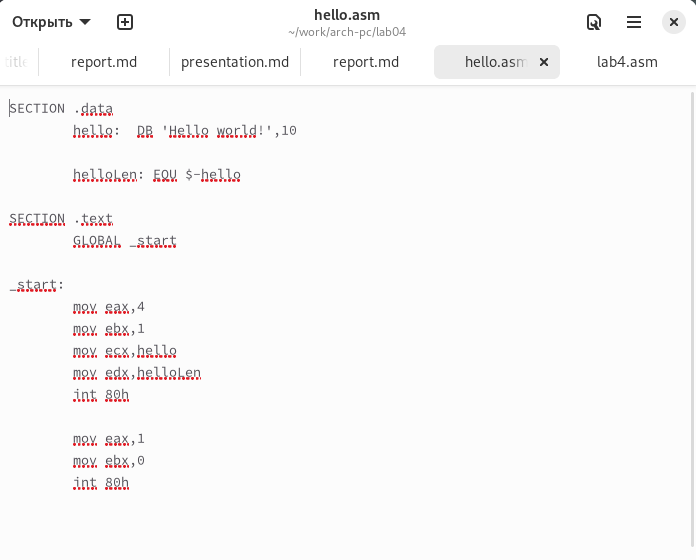 Открыть
hello.asm
~/work/arch-pc/lab04
title
report.md
presentation.md
report.md
hello.asm
lab4.asm
SECTION .data
hello:  DB 'Hello world!',10
helloLen: EQU $-hello
SECTION .text
GLOBAL _start
_start:
mov eax,4
mov ebx,1
mov ecx,hello
mov edx,helloLen
int 80h
mov eax,1
mov ebx,0
int 80h